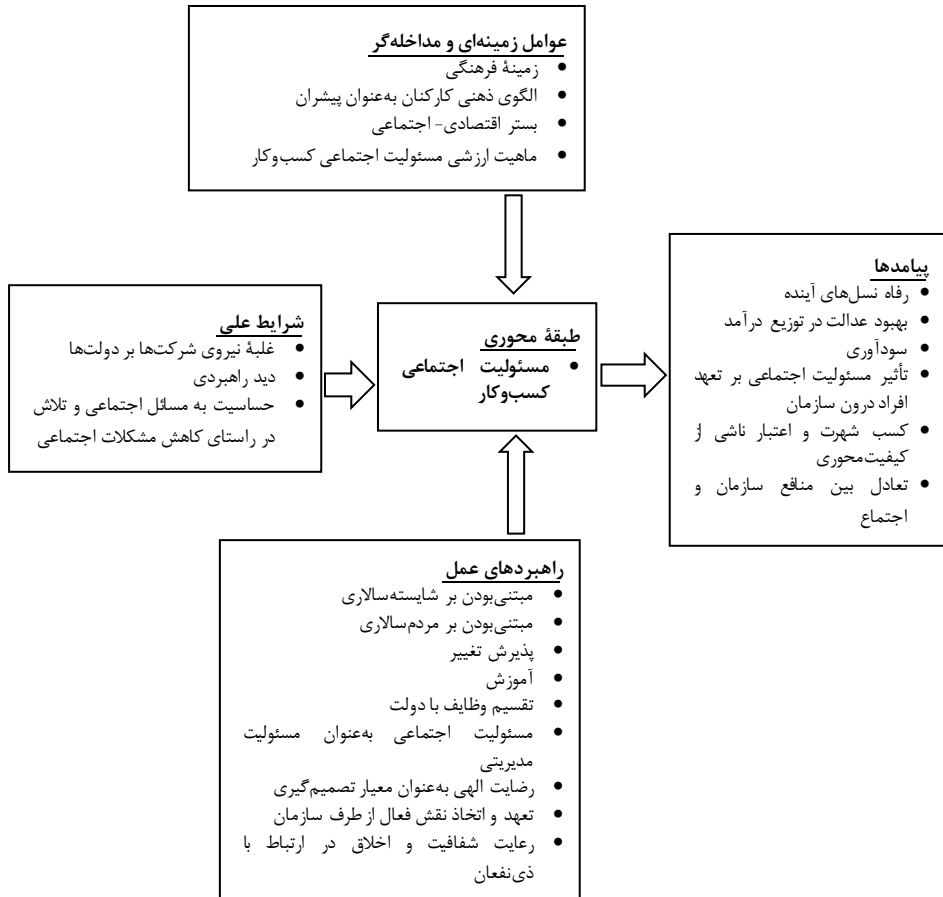 عوامل زمینه‌ای و مداخله‌گر
• زمینۀ فرهنگی
• الگوی ذهنی کارکنان به‌عنوان پیشران
• بستر اقتصادی- اجتماعی
• ماهیت ارزشی مسئولیت اجتماعی کسب‌وکار
پیامدها
• رفاه نسل‌های آینده
• بهبود عدالت در توزیع درآمد
• سودآوری
• تأثیر مسئولیت اجتماعی بر تعهد
افراد درون سازمان
• کسب شهرت و اعتبار ناشی از
کیفیت‌محوری
• تعادل بین منافع سازمان و
اجتماع
طبقۀ محوری
• مسئولیت اجتماعی
کسب‌وکار
شرایط علی
• غلبۀ نیروی شرکت‌ها بر دولت‌ها
• دید راهبردی
• حساسیت به مسائل اجتماعی و تلاش
در راستای کاهش مشکلات اجتماعی
راهبردهای عمل
• مبتنی‌بودن بر شایسته‌سالاری
• مبتنی‌بودن بر مردم‌سالاری
• پذیرش تغییر
• آموزش
• تقسیم وظایف با دولت
• مسئولیت اجتماعی به‌عنوان مسئولیت
مدیریتی
• رضایت الهی به‌عنوان معیار تصمیم‌گیری
• تعهد و اتخاذ نقش فعال از طرف سازمان
• رعایت شفافیت و اخلاق در ارتباط با
ذی‌نفعان